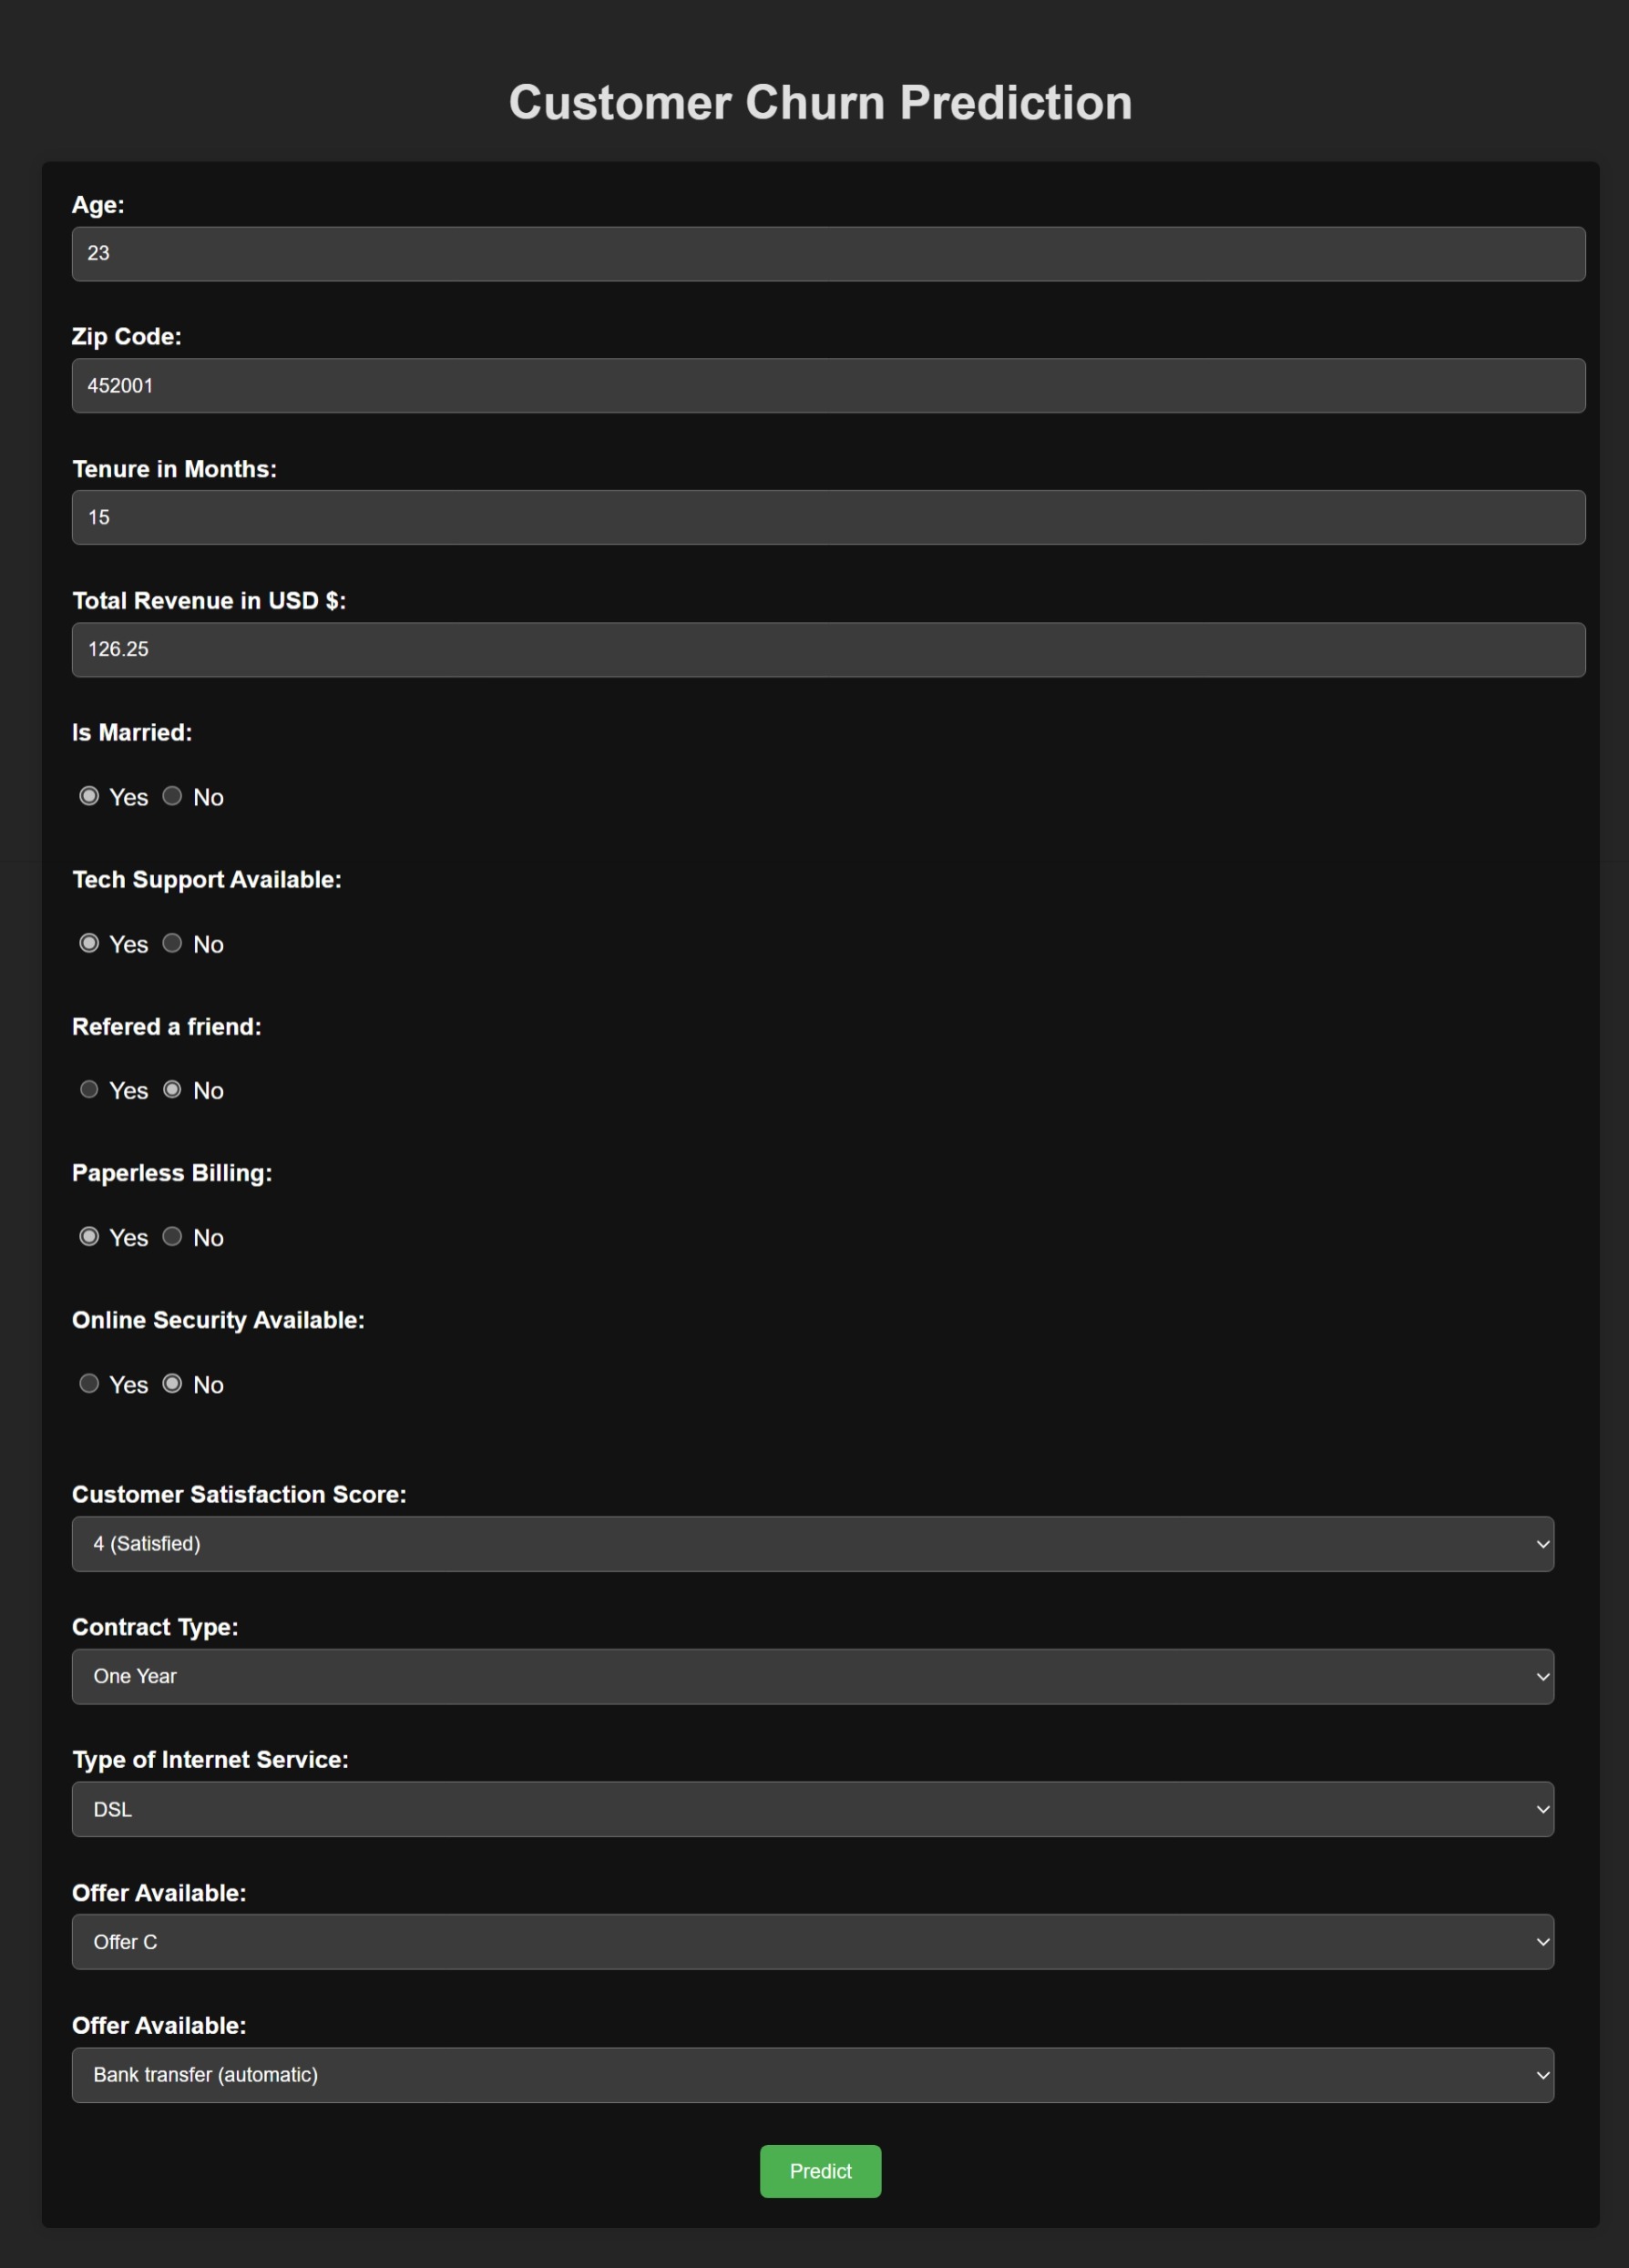 Customer Churn Prediction
Age:
23
Zip Code:
452001
Tenure in Months:
15
Total Revenue in USD $:
126.25
Is Married:
Yes No
Tech Support Available:
Yes No
Refered a friend:
Yes No
Paperless Billing:
Yes No
Online Security Available:
Yes No
Customer Satisfaction Score:
4 (Satisfied)
Contract Type:
One Year
Type of Internet Service:
DSL
Offer Available:
Offer C
Offer Available:
Bank transfer (automatic)
Predict